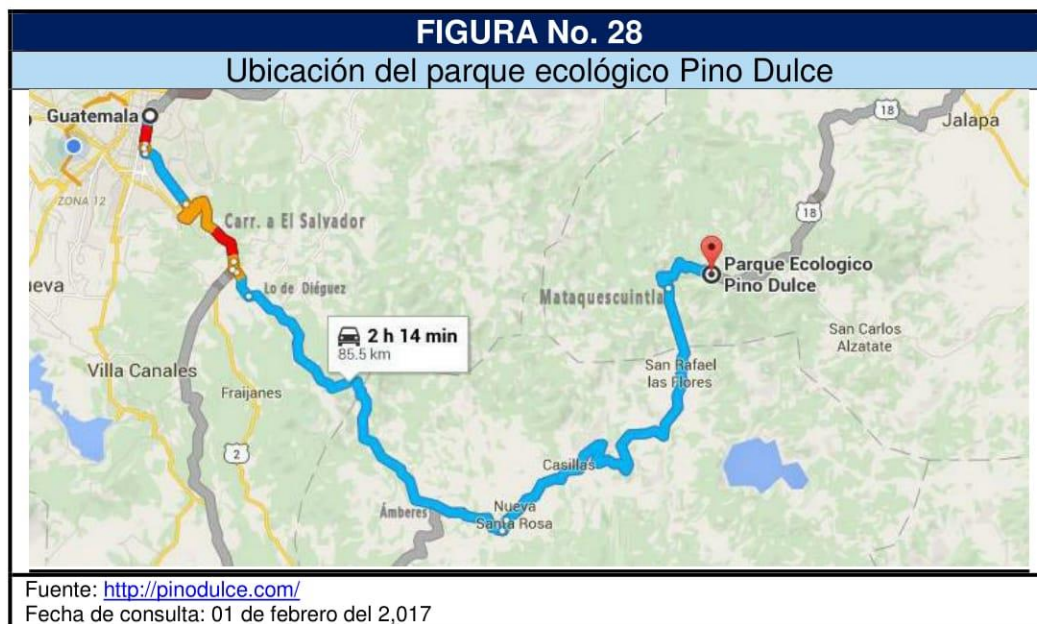 FIGURA No. 28
Ubicación del parque ecológico Pino Dulce
Guatemala
18
Jalapa
ZONA 12
Carr. a El Salvador
18
Parque Ecologico
Pino Dulce
eva
Lo de Diéguez
Mataquescuintla
2 h 14 min
85.5 km
San Carlos
Alzatate
Villa Canales
San Rafael
las Flores
Fraijanes
2
Casillas
Ámberes
Nueva
Santa Rosa
Fuente: http://pinodulce.com/
Fecha de consulta: 01 de febrero del 2,017